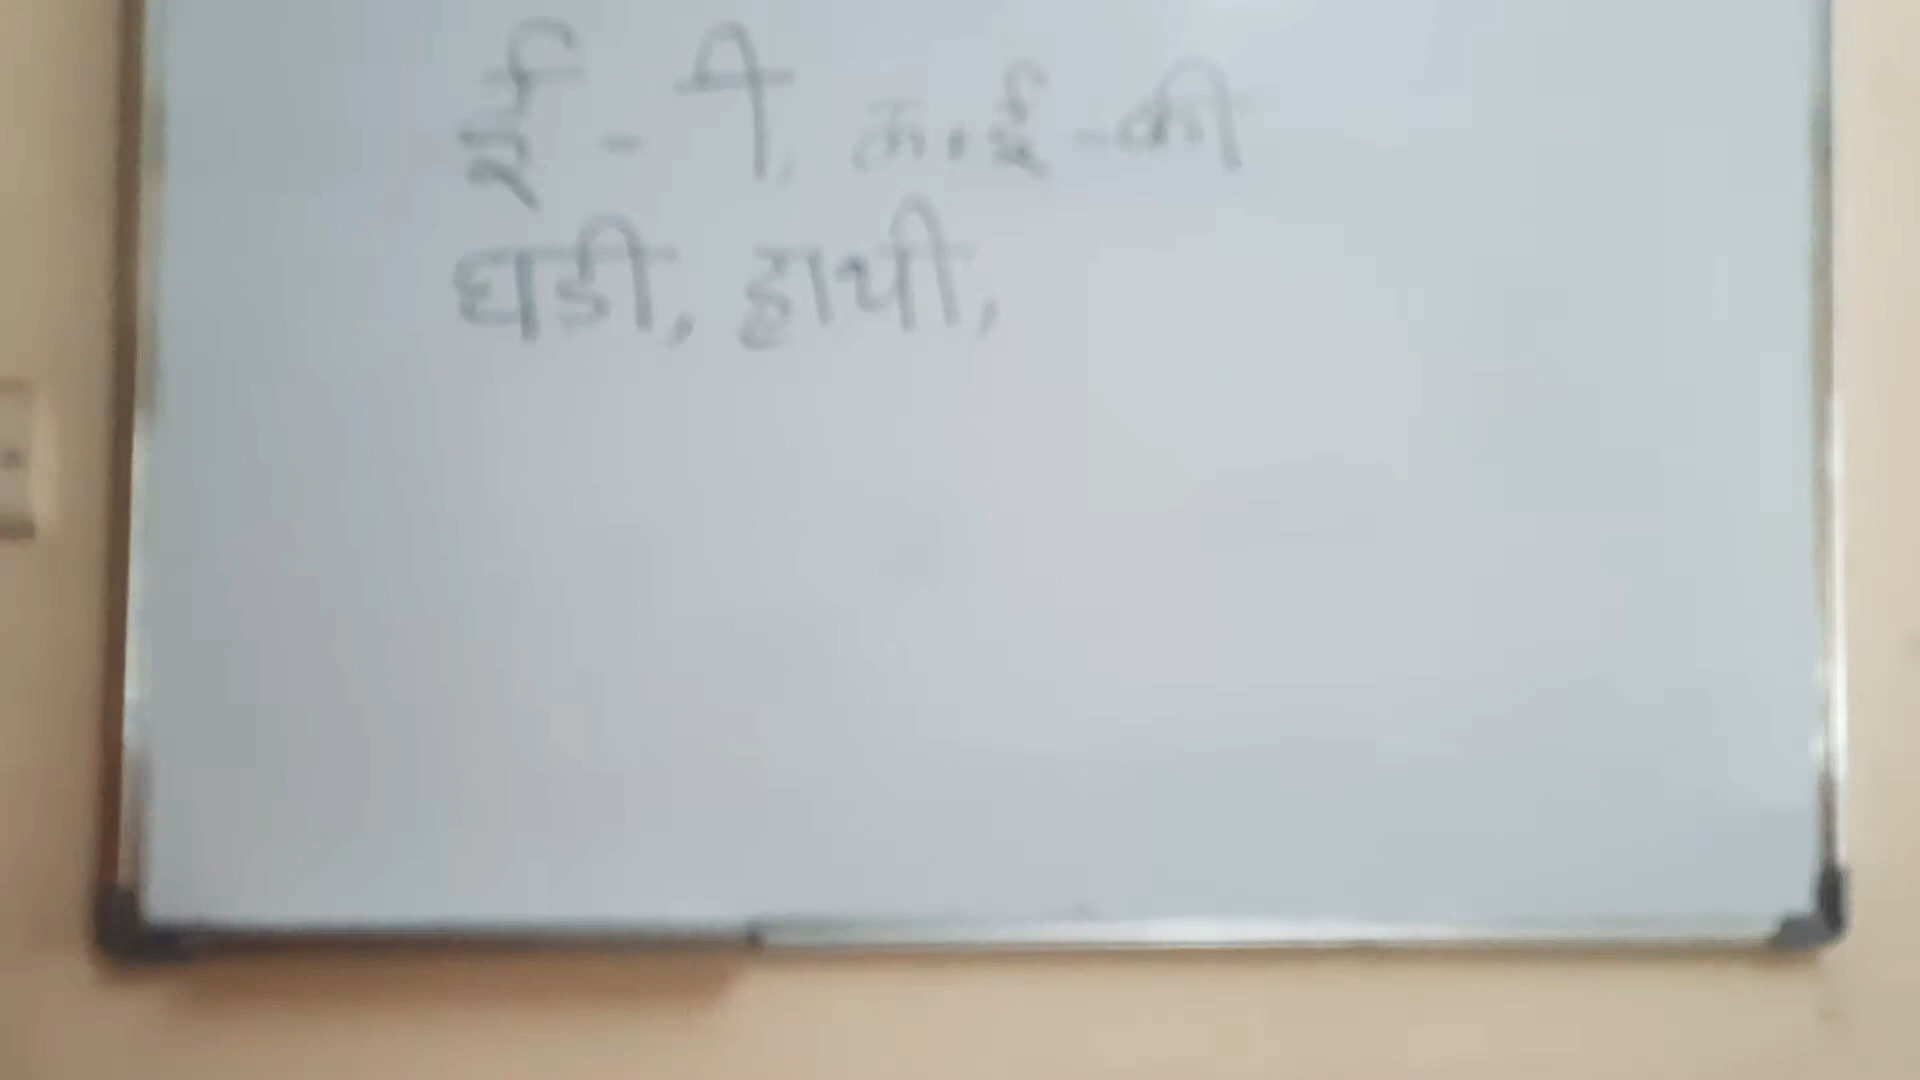 ई - ी, क + ई - की
घडी, हाथी,